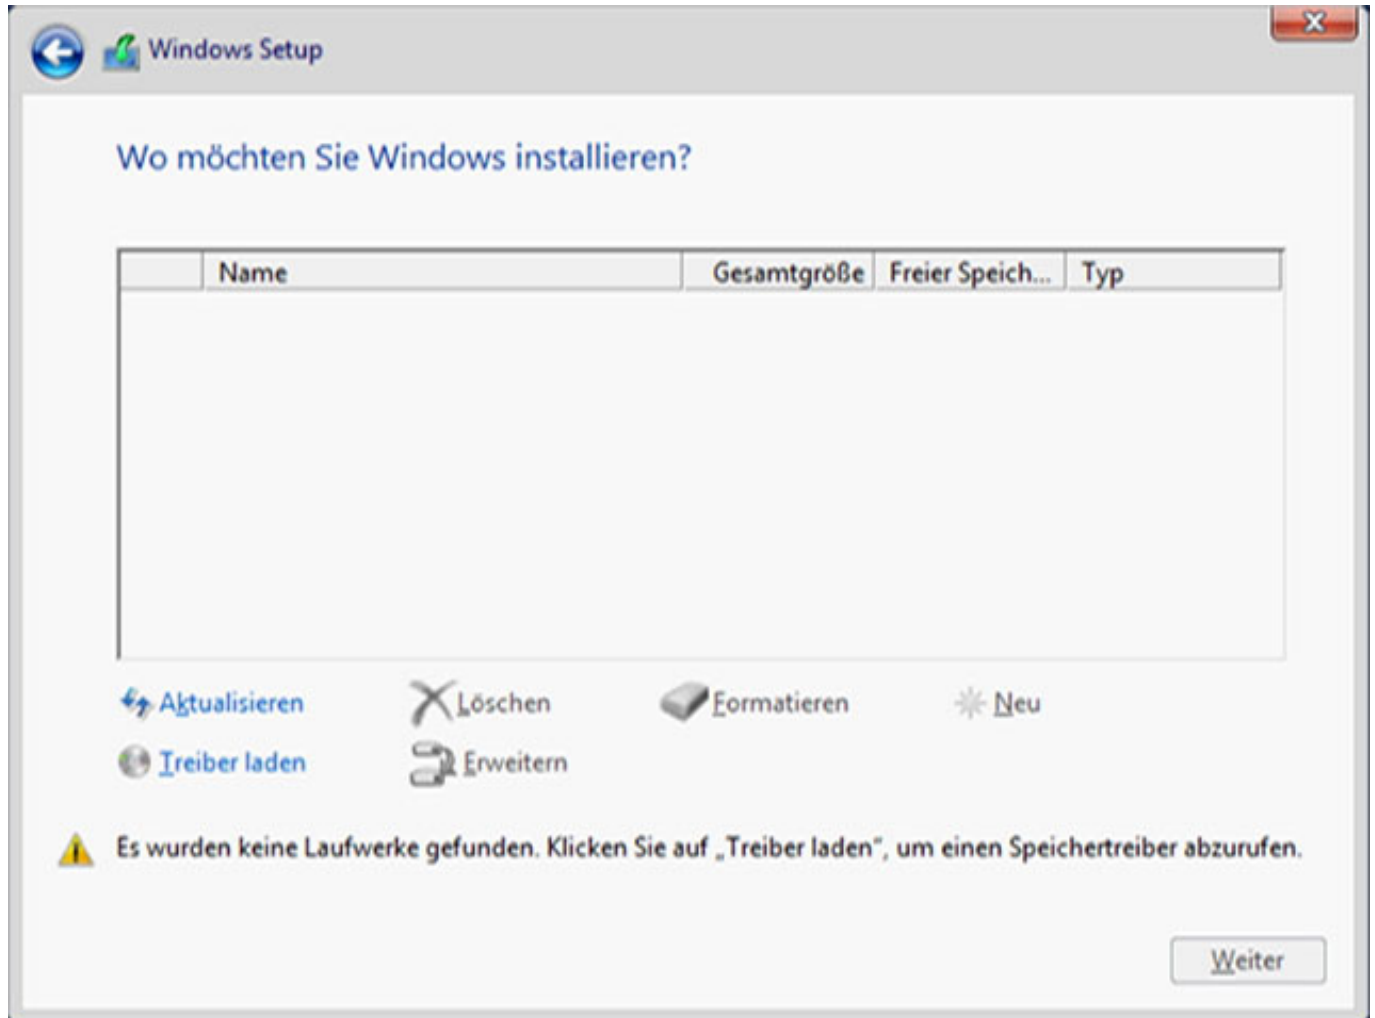 Windows Setup
Wo möchten Sie Windows installieren?
Name Gesamtgröße Freier Speich... Typ
Aktualisieren Löschen Formatieren Neu
Treiber laden Erweitern
Es wurden keine Laufwerke gefunden. Klicken Sie auf „Treiber laden“, um einen Speichertreiber abzurufen.
Weiter